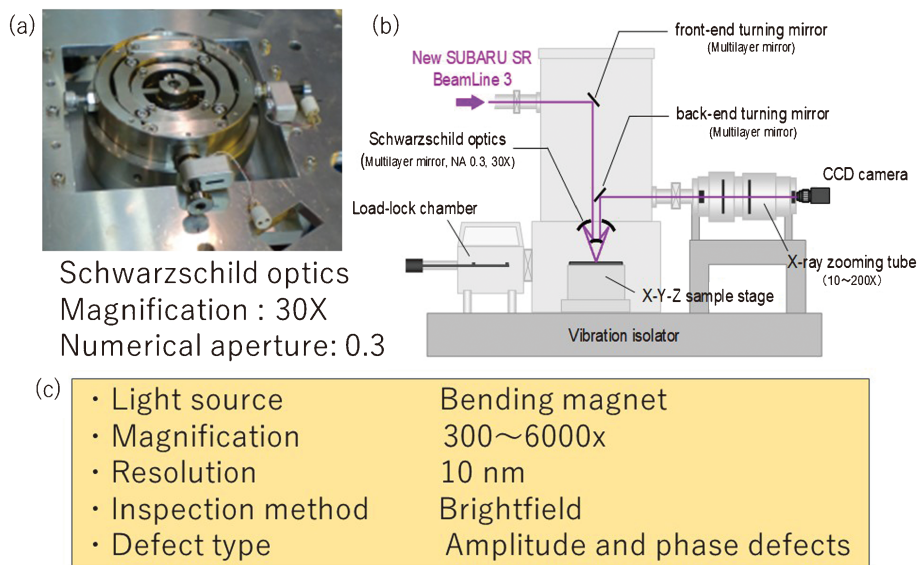 (a)
Schwarzschild optics
Magnification : 30X
Numerical aperture: 0.3
(b)
front-end turning mirror
(Multilayer mirror)
New SUBARU SR
BeamLine 3
back-end turning mirror
(Multilayer mirror)
Schwarzschild optics
(Multilayer mirror, NA 0.3, 30X)
CCD camera
Load-lock chamber
X-ray zooming tube
(10～200X)
X-Y-Z sample stage
Vibration isolator
(c)
・Light source Bending magnet
・Magnification 300～6000x
・Resolution 10 nm
・Inspection method Brightfield
・Defect type Amplitude and phase defects